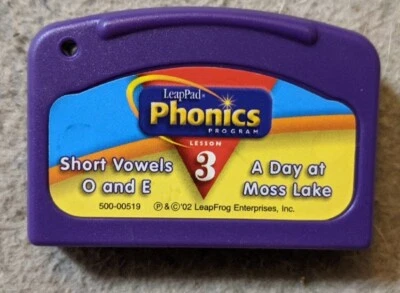 LeapPad®
Phonics
PROGRAM
LESSON
3
Short Vowels
O and E
A Day at
Moss Lake
500-00519
℗ & © '02 LeapFrog Enterprises, Inc.